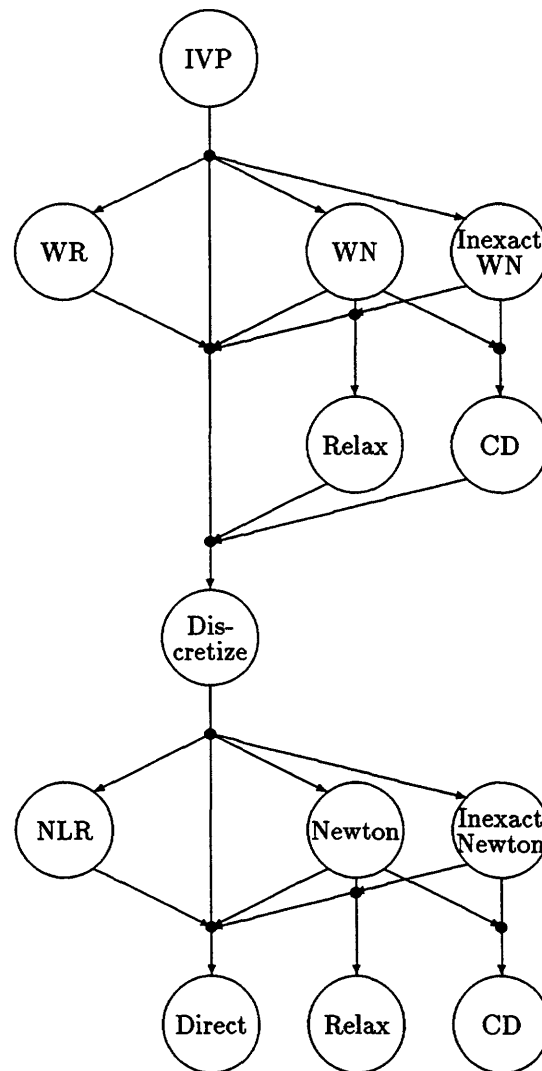 IVP
WR
WN
Inexact
WN
Relax
CD
Dis-
cretize
NLR
Newton
Inexact
Newton
Direct
Relax
CD